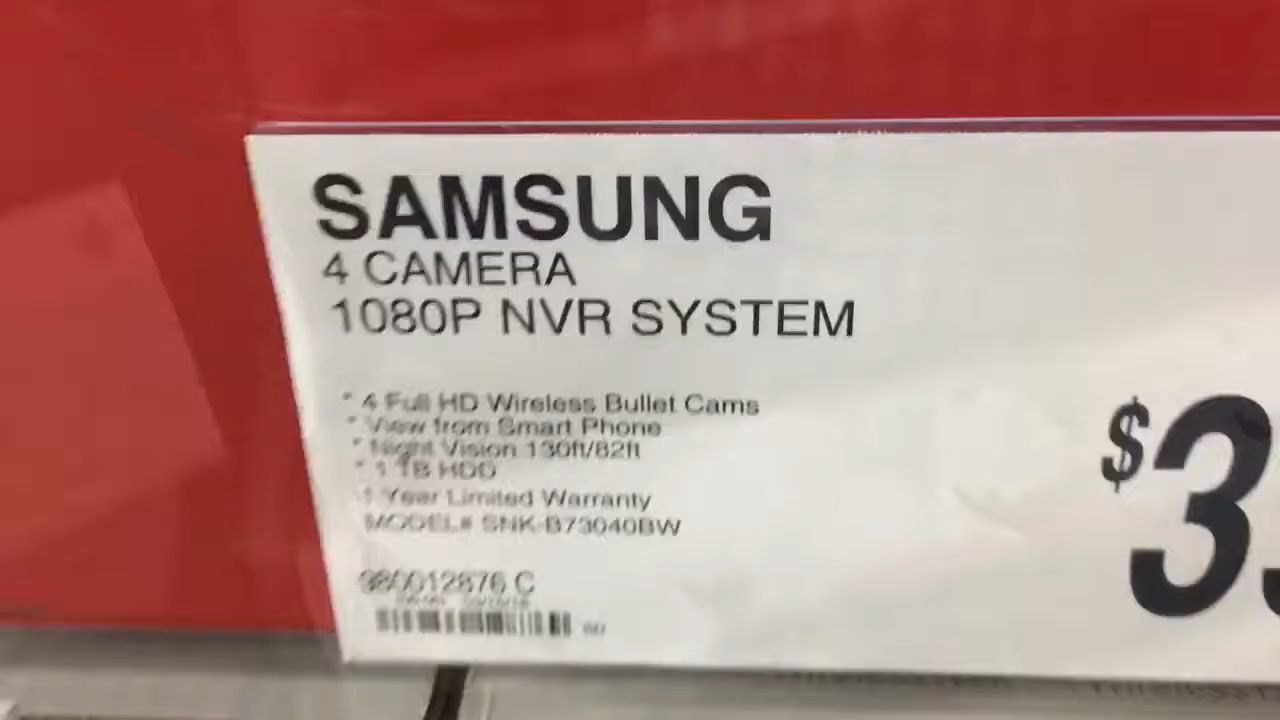 SAMSUNG
4 CAMERA
1080P NVR SYSTEM
* 4 Full HD Wireless Bullet Cams
* View from Smart Phone
* Night Vision 130ft/82ft
* 1 TB HDD
1 Year Limited Warranty
MODEL# SNK-B73040BW
980012876 C
$3